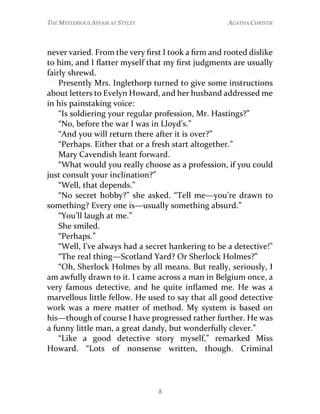 THE MYSTERIOUS AFFAIR AT STYLES AGATHA CHRISTIE
never varied. From the very first I took a firm and rooted dislike
to him, and I flatter myself that my first judgments are usually
fairly shrewd.
Presently Mrs. Inglethorp turned to give some instructions
about letters to Evelyn Howard, and her husband addressed me
in his painstaking voice:
“Is soldiering your regular profession, Mr. Hastings?”
“No, before the war I was in Lloyd’s.”
“And you will return there after it is over?”
“Perhaps. Either that or a fresh start altogether.”
Mary Cavendish leant forward.
“What would you really choose as a profession, if you could
just consult your inclination?”
“Well, that depends.”
“No secret hobby?” she asked. “Tell me—you’re drawn to
something? Every one is—usually something absurd.”
“You’ll laugh at me.”
She smiled.
“Perhaps.”
“Well, I’ve always had a secret hankering to be a detective!”
“The real thing—Scotland Yard? Or Sherlock Holmes?”
“Oh, Sherlock Holmes by all means. But really, seriously, I
am awfully drawn to it. I came across a man in Belgium once, a
very famous detective, and he quite inflamed me. He was a
marvellous little fellow. He used to say that all good detective
work was a mere matter of method. My system is based on
his—though of course I have progressed rather further. He was
a funny little man, a great dandy, but wonderfully clever.”
“Like a good detective story myself,” remarked Miss
Howard. “Lots of nonsense written, though. Criminal
8